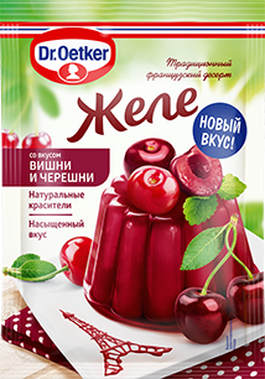 Dr.Oetker
Традиционный
французский десерт
Желе
НОВЫЙ
ВКУС!
со вкусом
ВИШНИ
И ЧЕРЕШНИ
Натуральные
красители
Насыщенный
вкус